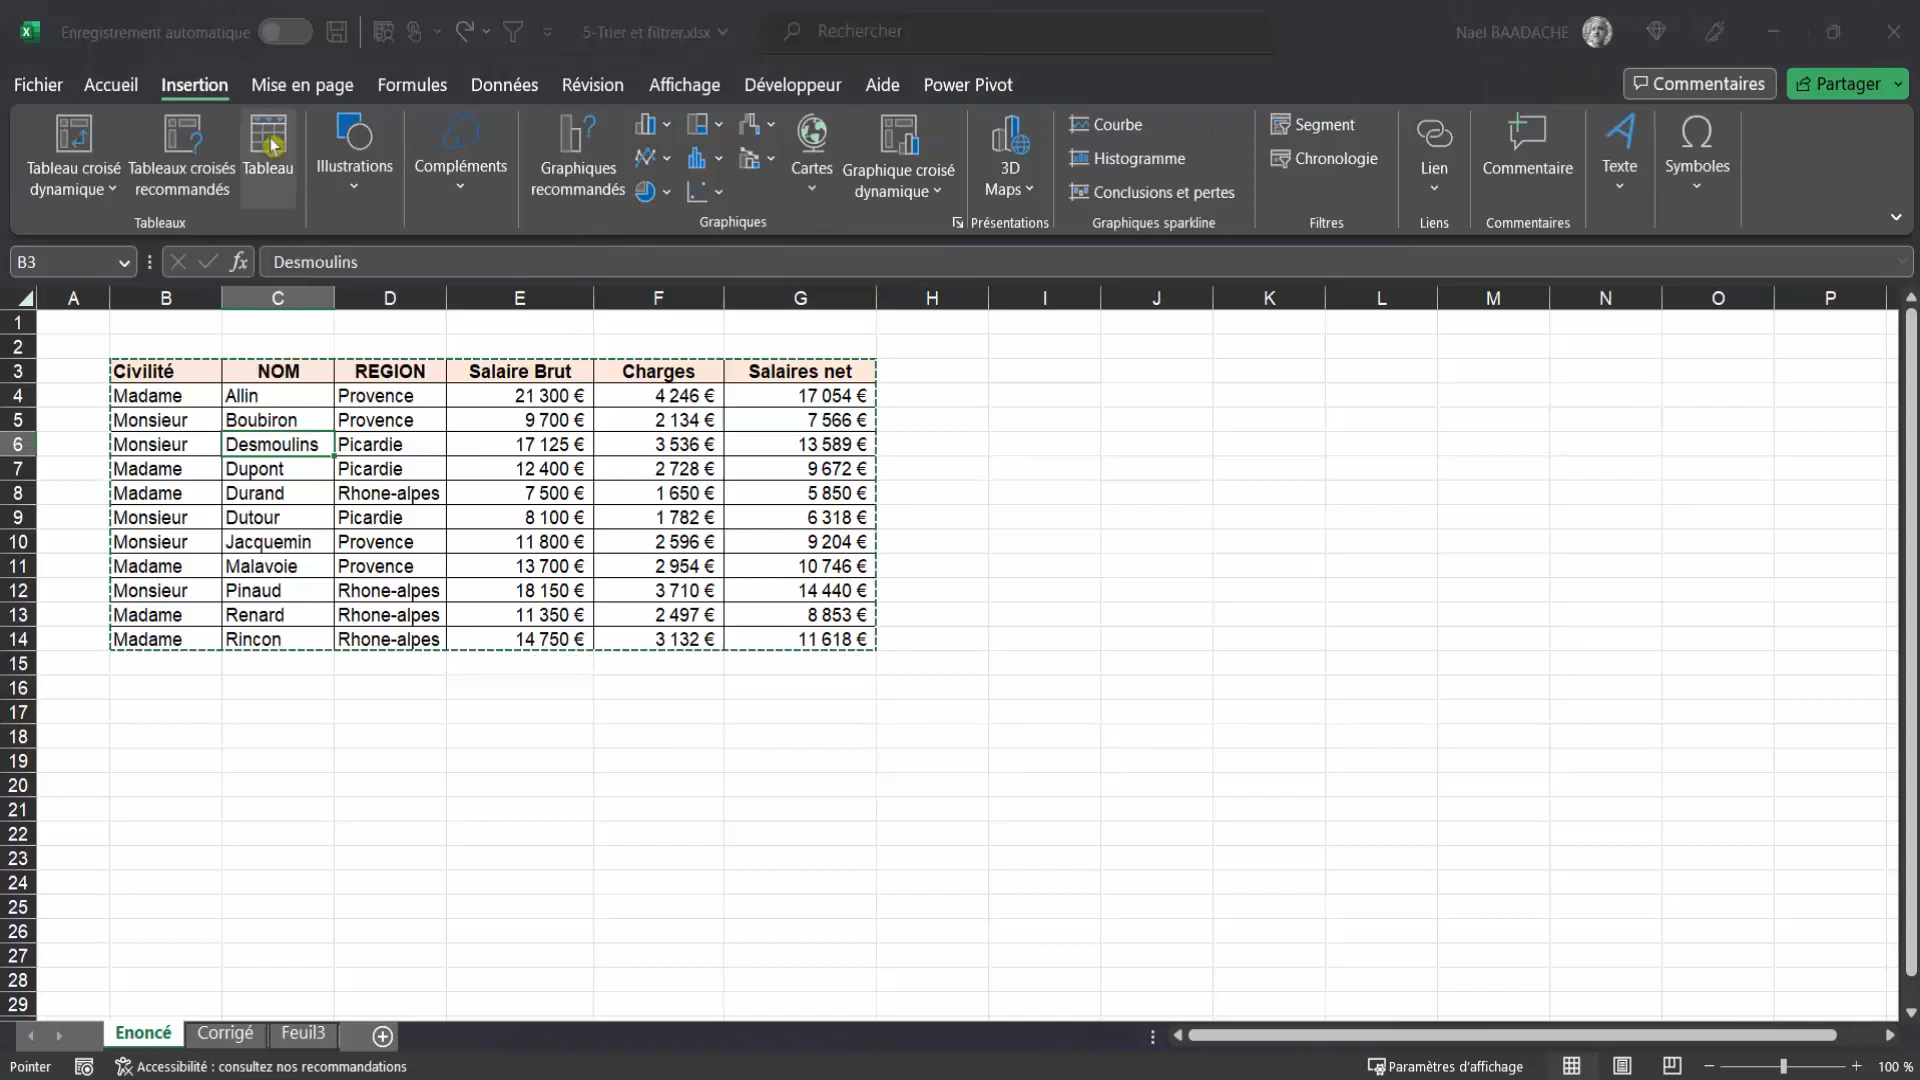 Enregistrement automatique 5-Trier et filtrer.xlsx Rechercher Nael BAADACHE
Fichier Accueil Insertion Mise en page Formules Données Révision Affichage Développeur Aide Power Pivot Commentaires Partager
Tableau croisé dynamique
Tableaux croisés recommandés
Tableau
Tableaux
Illustrations
Compléments
Graphiques recommandés
Cartes
Graphique croisé dynamique
Graphiques
3D Maps
Présentations
Courbe
Histogramme
Conclusions et pertes
Graphiques sparkline
Segment
Chronologie
Filtres
Lien
Liens
Commentaire
Commentaires
Texte
Symboles
B3 fx Desmoulins
A B C D E F G H I J K L M N O P
1
2
3 Civilité NOM REGION Salaire Brut Charges Salaires net
4 Madame Allin Provence 21 300 € 4 246 € 17 054 €
5 Monsieur Boubiron Provence 9 700 € 2 134 € 7 566 €
6 Monsieur Desmoulins Picardie 17 125 € 3 536 € 13 589 €
7 Madame Dupont Picardie 12 400 € 2 728 € 9 672 €
8 Madame Durand Rhone-alpes 7 500 € 1 650 € 5 850 €
9 Monsieur Dutour Picardie 8 100 € 1 782 € 6 318 €
10 Monsieur Jacquemin Provence 11 800 € 2 596 € 9 204 €
11 Madame Malavoie Provence 13 700 € 2 954 € 10 746 €
12 Monsieur Pinaud Rhone-alpes 18 150 € 3 710 € 14 440 €
13 Madame Renard Rhone-alpes 11 350 € 2 497 € 8 853 €
14 Madame Rincon Rhone-alpes 14 750 € 3 132 € 11 618 €
15
16
17
18
19
20
21
22
23
24
25
26
27
28
29
Enoncé Corrigé Feuil3
Pointer Accessibilité : consultez nos recommandations Paramètres d'affichage 100 %